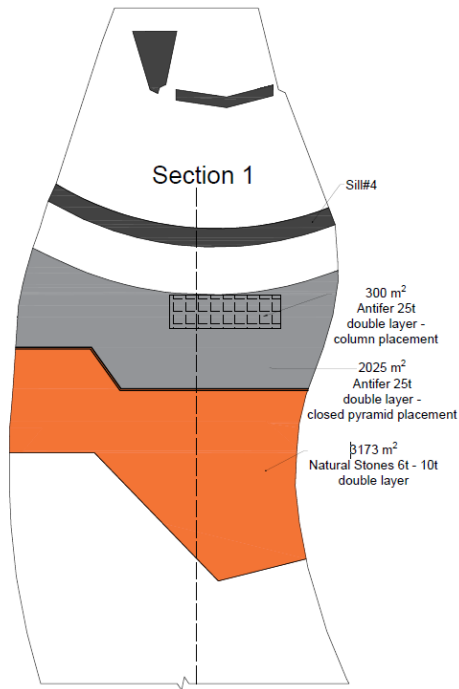 Section 1
Sill#4
300 m²
Antifer 25t
double layer -
column placement
2025 m²
Antifer 25t
double layer -
closed pyramid placement
3173 m²
Natural Stones 6t - 10t
double layer